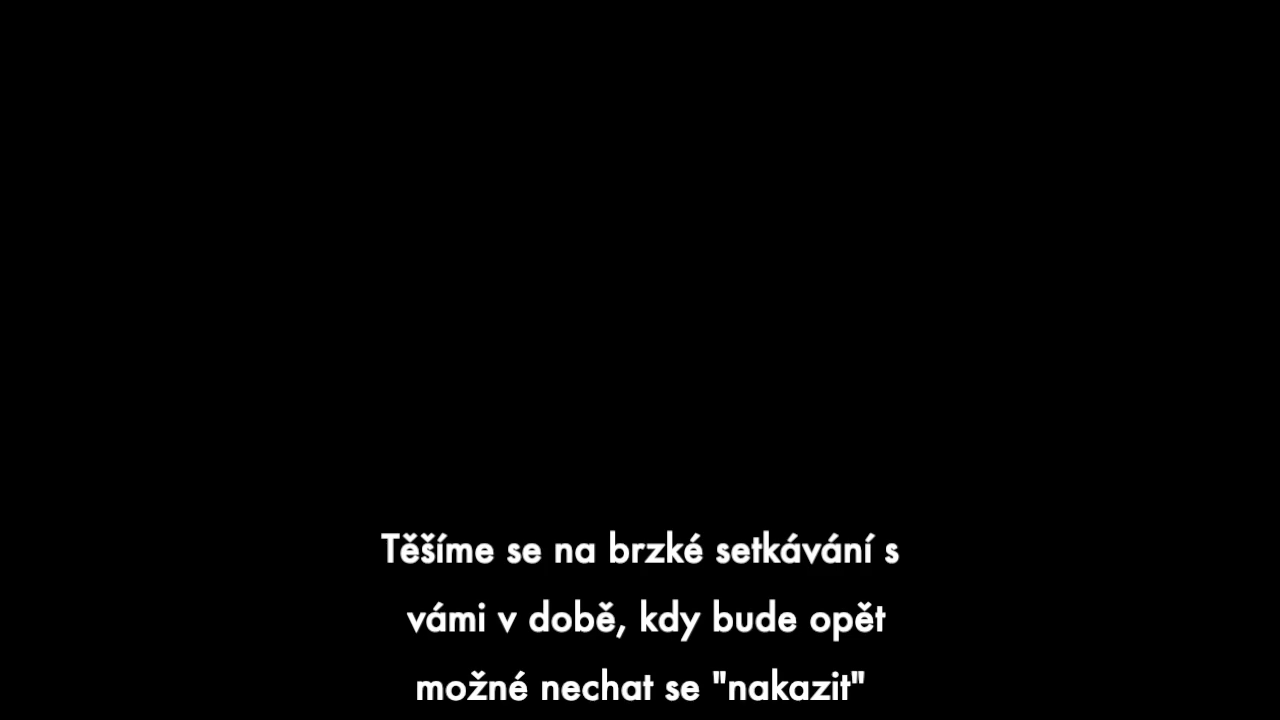 Těšíme se na brzké setkávání s
vámi v době, kdy bude opět
možné nechat se "nakazit"